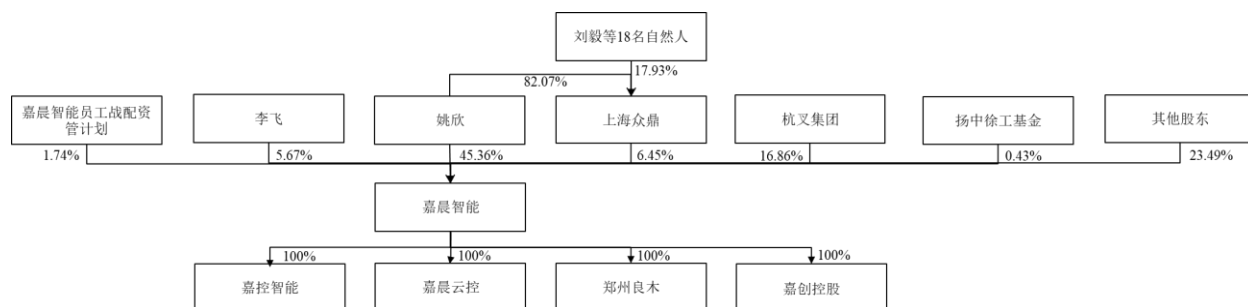 刘毅等18名自然人
82.07%
17.93%
嘉晨智能员工战配资
管计划
李飞
姚欣
上海众鼎
杭叉集团
扬中徐工基金
其他股东
1.74%
5.67%
45.36%
6.45%
16.86%
0.43%
23.49%
嘉晨智能
100%
100%
100%
100%
嘉控智能
嘉晨云控
郑州良木
嘉创控股